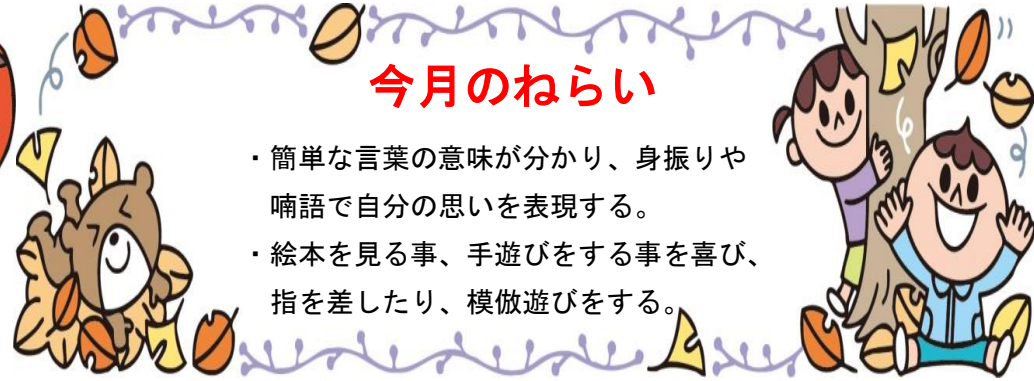 今月のねらい
・簡単な言葉の意味が分かり、身振りや
喃語で自分の思いを表現する。
・絵本を見る事、手遊びをする事を喜び、
指を差したり、模倣遊びをする。